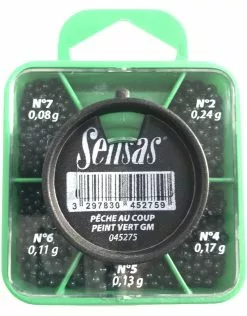 N°7
0,08 g
N°2
0,24 g
Sensas
3 297830 452759
PÊCHE AU COUP
PEINT VERT GM
045275
N°6
0,11 g
N°4
0,17 g
N°5
0,13 g